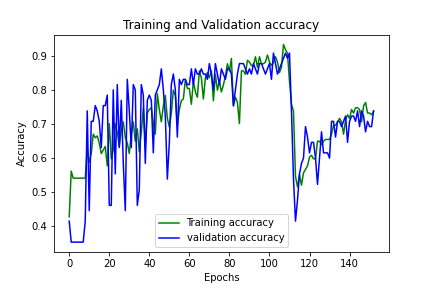 Training and Validation accuracy
0.9
0.8
0.7
0.6
0.5
0.4
Accuracy
Training accuracy
validation accuracy
0 20 40 60 80 100 120 140
Epochs